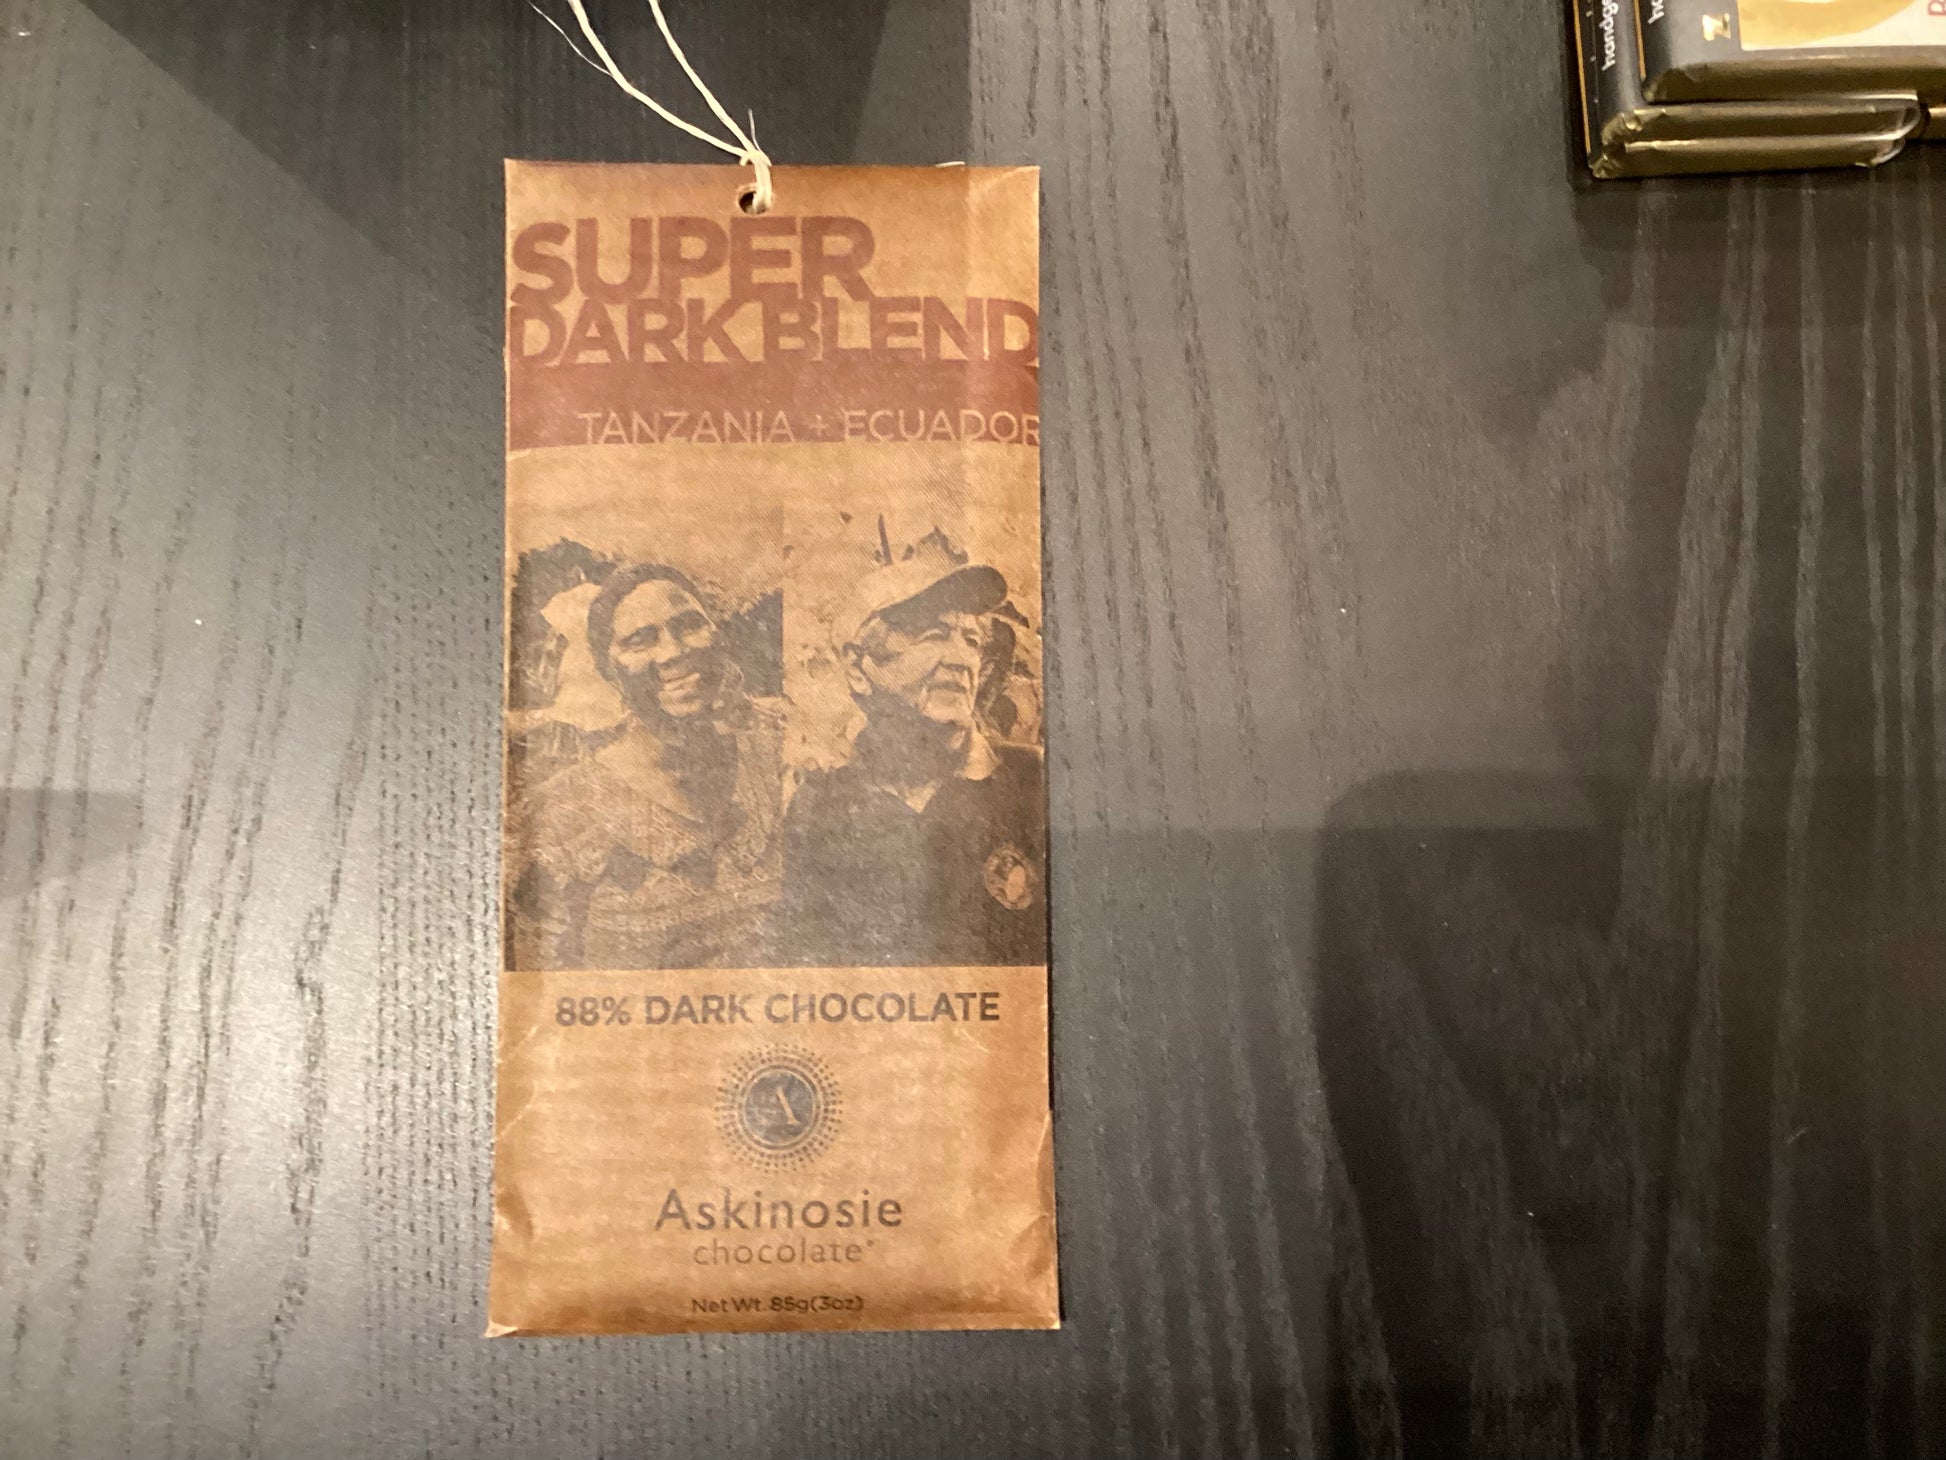 SUPER
DARK BLEND
TANZANIA + ECUADOR
88% DARK CHOCOLATE
A
Askinosie
chocolate®
Net Wt. 85g(3oz)
Z